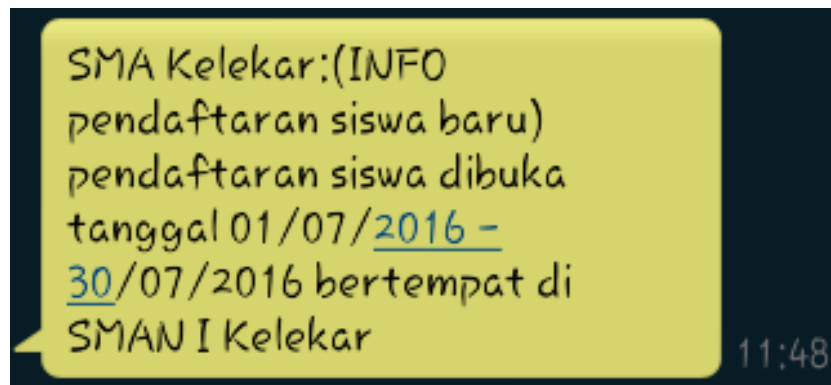 SMA Kelekar:(INFO
pendaftaran siswa baru)
pendaftaran siswa dibuka
tanggal 01/07/2016 -
30/07/2016 bertempat di
SMAN I Kelekar
11:48